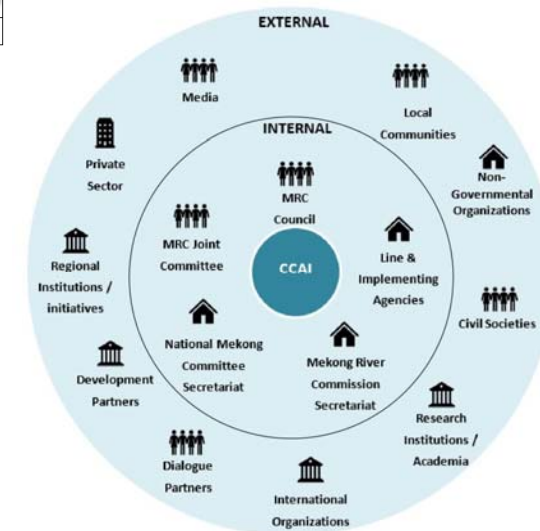 EXTERNAL
Media
Local
Communities
Private
Sector
Non-
Governmental
Organizations
Regional
Institutions /
initiatives
Civil Societies
Development
Partners
Research
Institutions /
Academia
Dialogue
Partners
International
Organizations
INTERNAL
MRC
Council
MRC Joint
Committee
Line &
Implementing
Agencies
National Mekong
Committee
Secretariat
Mekong River
Commission
Secretariat
CCAI